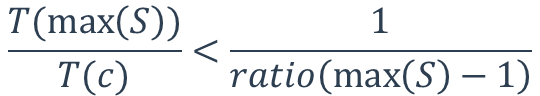 T(max(S)) / T(c) < 1 / ratio(max(S) − 1)